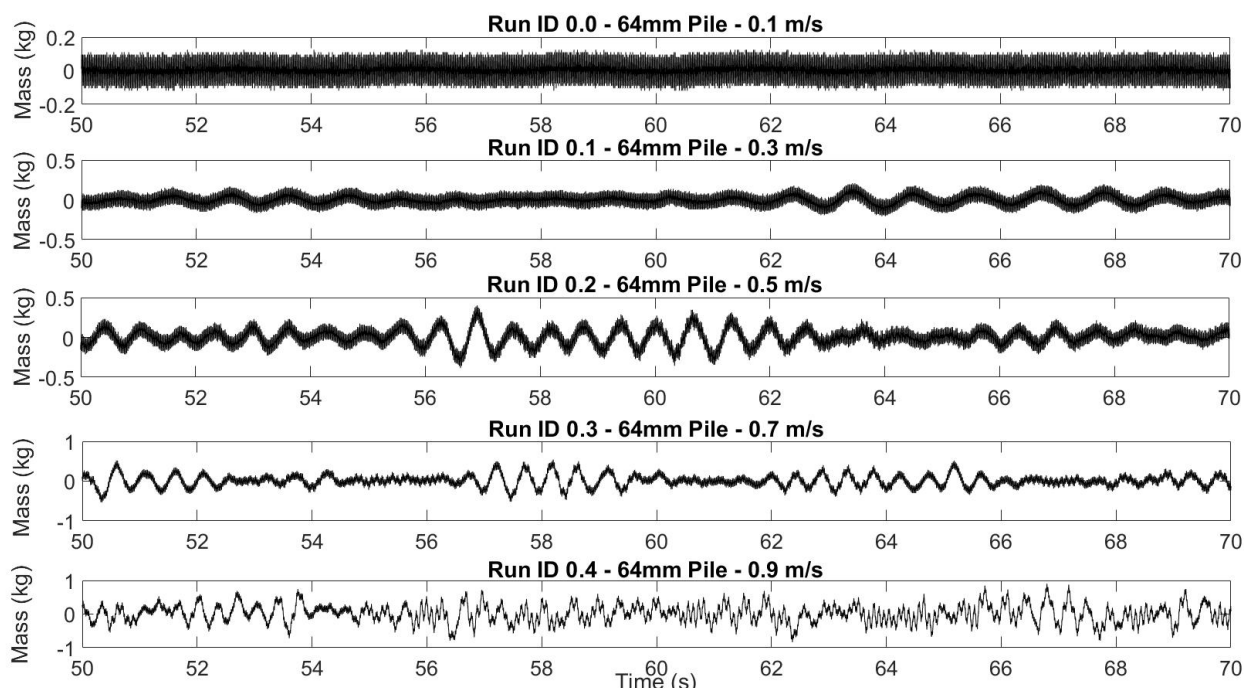 Run ID 0.0 - 64mm Pile - 0.1 m/s
Mass (kg)
0.2
0
-0.2
50 52 54 56 58 60 62 64 66 68 70
Run ID 0.1 - 64mm Pile - 0.3 m/s
Mass (kg)
0.5
0
-0.5
50 52 54 56 58 60 62 64 66 68 70
Run ID 0.2 - 64mm Pile - 0.5 m/s
Mass (kg)
0.5
0
-0.5
50 52 54 56 58 60 62 64 66 68 70
Run ID 0.3 - 64mm Pile - 0.7 m/s
Mass (kg)
1
0
-1
50 52 54 56 58 60 62 64 66 68 70
Run ID 0.4 - 64mm Pile - 0.9 m/s
Mass (kg)
1
0
-1
50 52 54 56 58 60 62 64 66 68 70
Time (s)